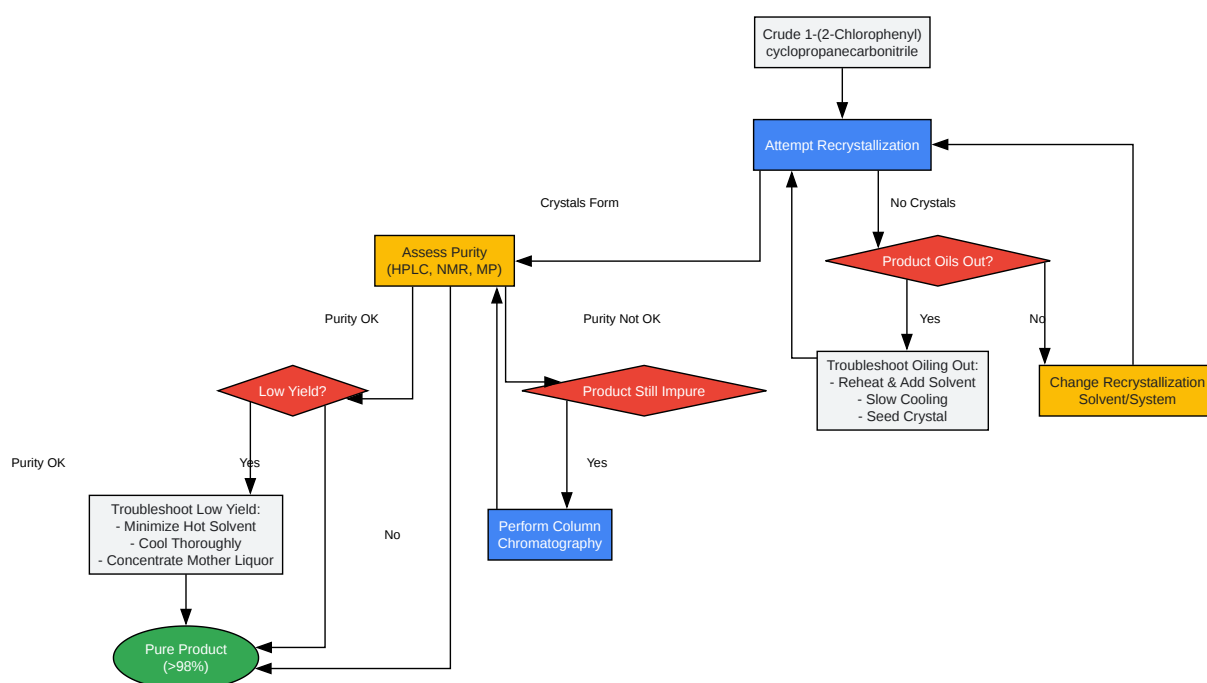 Crude 1-(2-Chlorophenyl)
cyclopropanecarbonitrile
Attempt Recrystallization
Crystals Form
No Crystals
Assess Purity
(HPLC, NMR, MP)
Product Oils Out?
Purity OK
Purity Not OK
Yes
No
Low Yield?
Product Still Impure
Troubleshoot Oiling Out:
- Reheat & Add Solvent
- Slow Cooling
- Seed Crystal
Change Recrystallization
Solvent/System
Purity OK
Yes
Yes
Troubleshoot Low Yield:
- Minimize Hot Solvent
- Cool Thoroughly
- Concentrate Mother Liquor
No
Perform Column
Chromatography
Pure Product
(>98%)